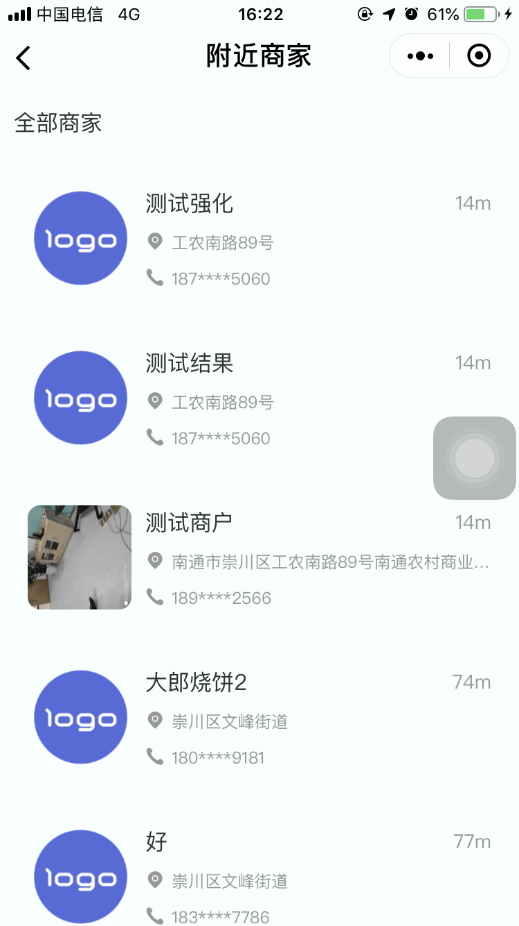 中国电信 4G 16:22 61%
附近商家
全部商家
测试强化 14m
logo
工农南路89号
187****5060
测试结果 14m
logo
工农南路89号
187****5060
测试商户 14m
南通市崇川区工农南路89号南通农村商业...
189****2566
大郎烧饼2 74m
logo
崇川区文峰街道
180****9181
好 77m
logo
崇川区文峰街道
183****7786